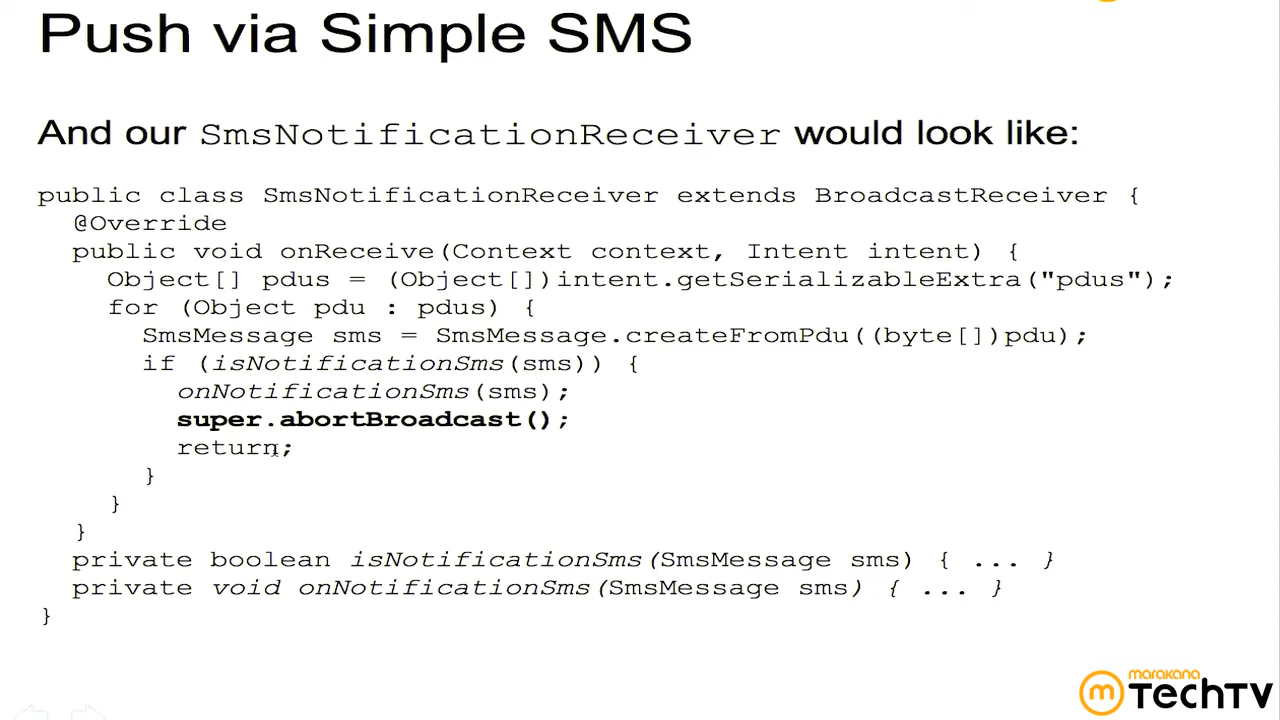 Push via Simple SMS
And our SmsNotificationReceiver would look like:
public class SmsNotificationReceiver extends BroadcastReceiver {
@Override
public void onReceive(Context context, Intent intent) {
Object[] pdus = (Object[])intent.getSerializableExtra("pdus");
for (Object pdu : pdus) {
SmsMessage sms = SmsMessage.createFromPdu((byte[])pdu);
if (isNotificationSms(sms)) {
onNotificationSms(sms);
super.abortBroadcast();
return;
}
}
}
private boolean isNotificationSms(SmsMessage sms) { ... }
private void onNotificationSms(SmsMessage sms) { ... }
}
m marakana
TechTV